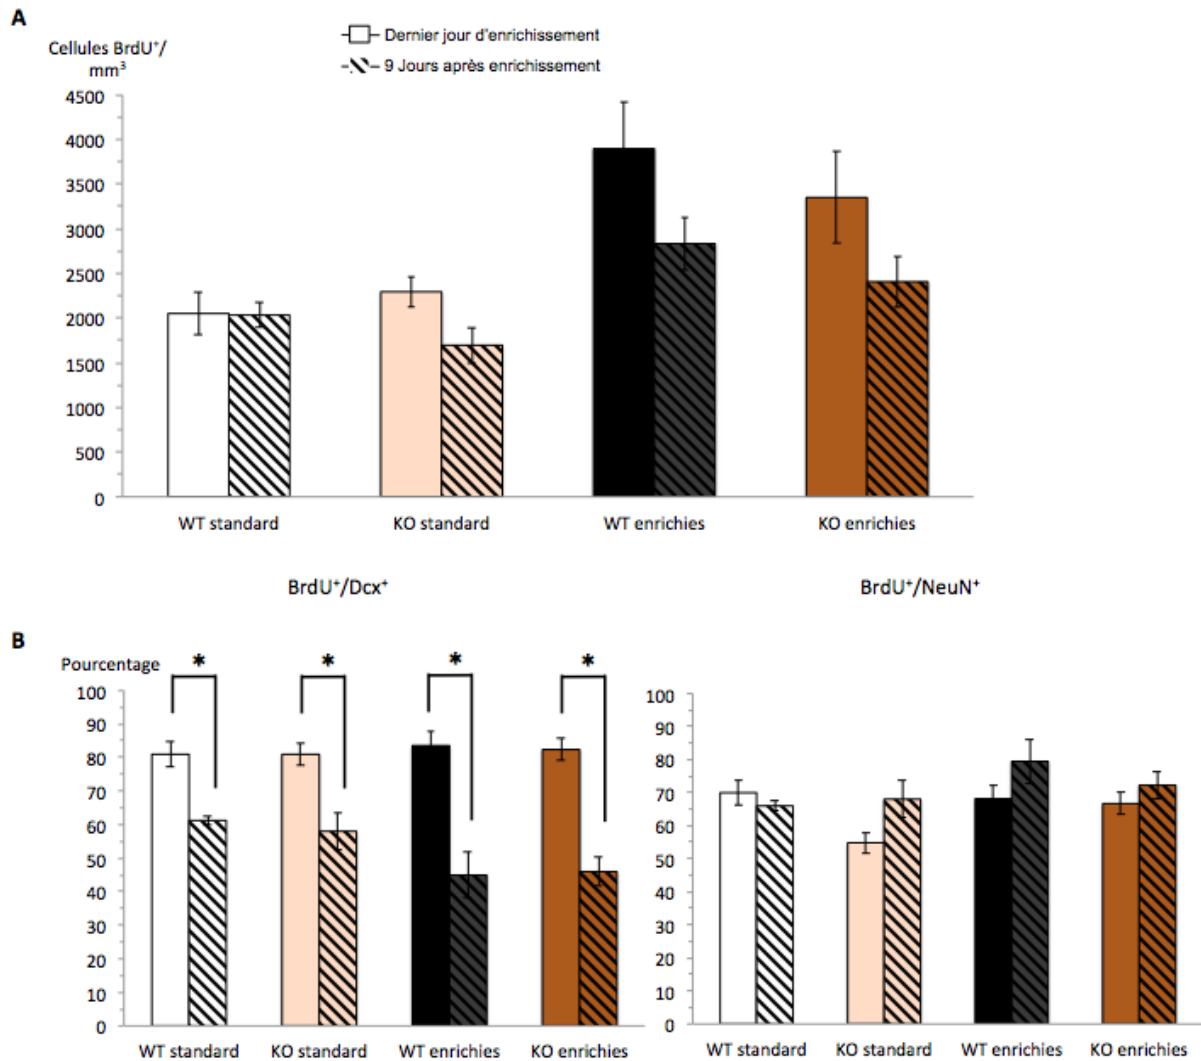 A
Cellules BrdU⁺/
mm³
Dernier jour d'enrichissement
9 Jours après enrichissement
4500
4000
3500
3000
2500
2000
1500
1000
500
0
WT standard KO standard WT enrichies KO enrichies
BrdU⁺/Dcx⁺ BrdU⁺/NeuN⁺
B
Pourcentage
* * * *
100
90
80
70
60
50
40
30
20
10
0
WT standard KO standard WT enrichies KO enrichies
100
90
80
70
60
50
40
30
20
10
0
WT standard KO standard WT enrichies KO enrichies